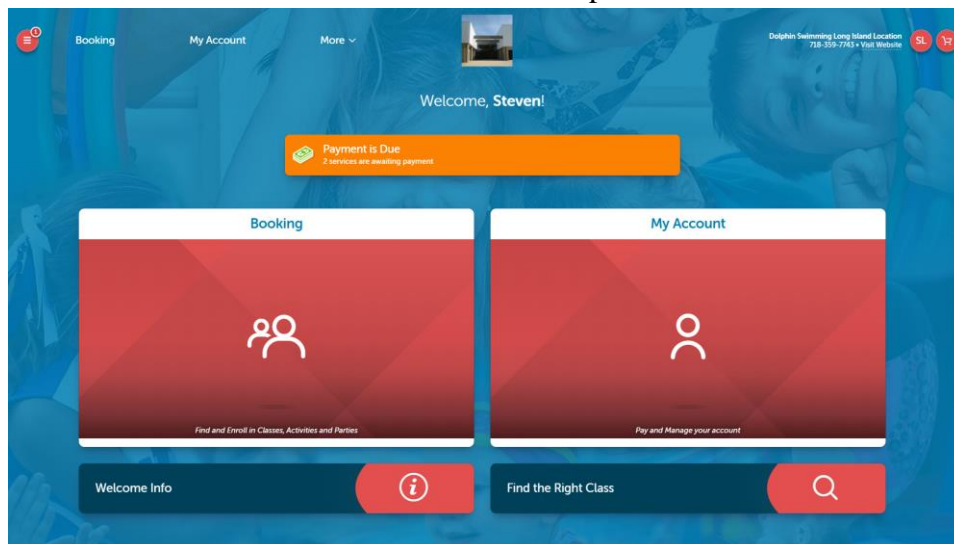 1
Booking
My Account
More
Dolphin Swimming Long Island Location
718-359-7743 • Visit Website
SL
Welcome, Steven!
Payment is Due
2 services are awaiting payment
Booking
Find and Enroll in Classes, Activities and Parties
My Account
Pay and Manage your account
Welcome Info
i
Find the Right Class